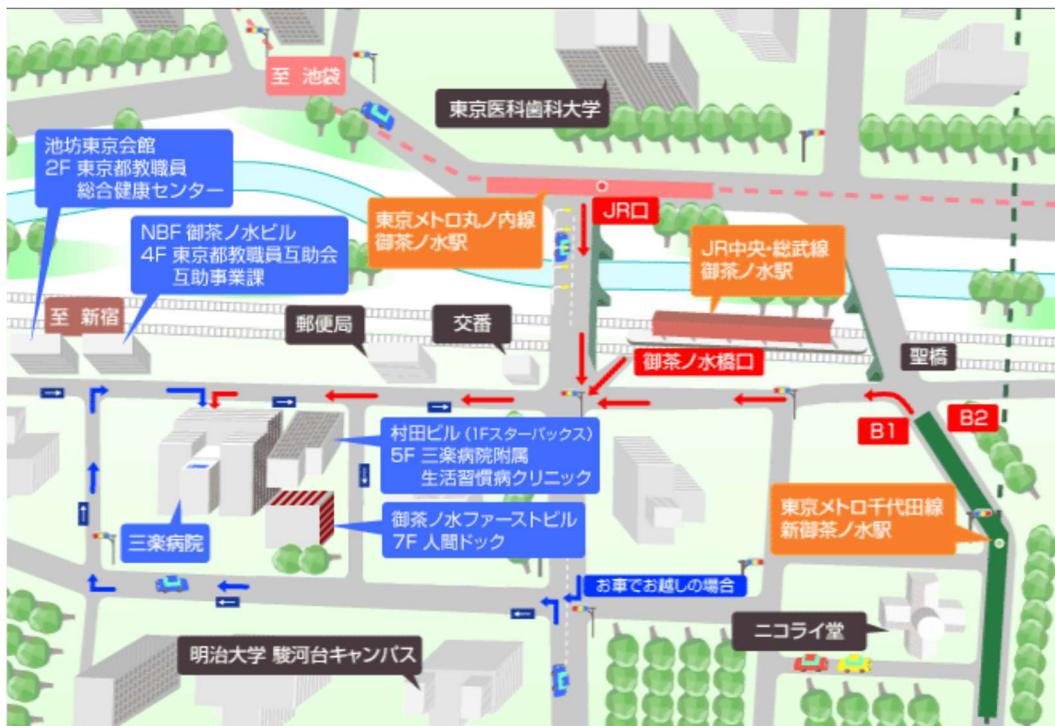 至 池袋
東京医科歯科大学
池坊東京会館
2F 東京都教職員
総合健康センター
NBF 御茶ノ水ビル
4F 東京都教職員互助会
互助事業課
東京メトロ丸ノ内線
御茶ノ水駅
JR口
JR中央・総武線
御茶ノ水駅
至 新宿
郵便局
交番
御茶ノ水橋口
聖橋
B1
B2
村田ビル(1Fスターバックス)
5F 三楽病院附属
生活習慣病クリニック
御茶ノ水ファーストビル
7F 人間ドック
三楽病院
東京メトロ千代田線
新御茶ノ水駅
お車でお越しの場合
ニコライ堂
明治大学 駿河台キャンパス